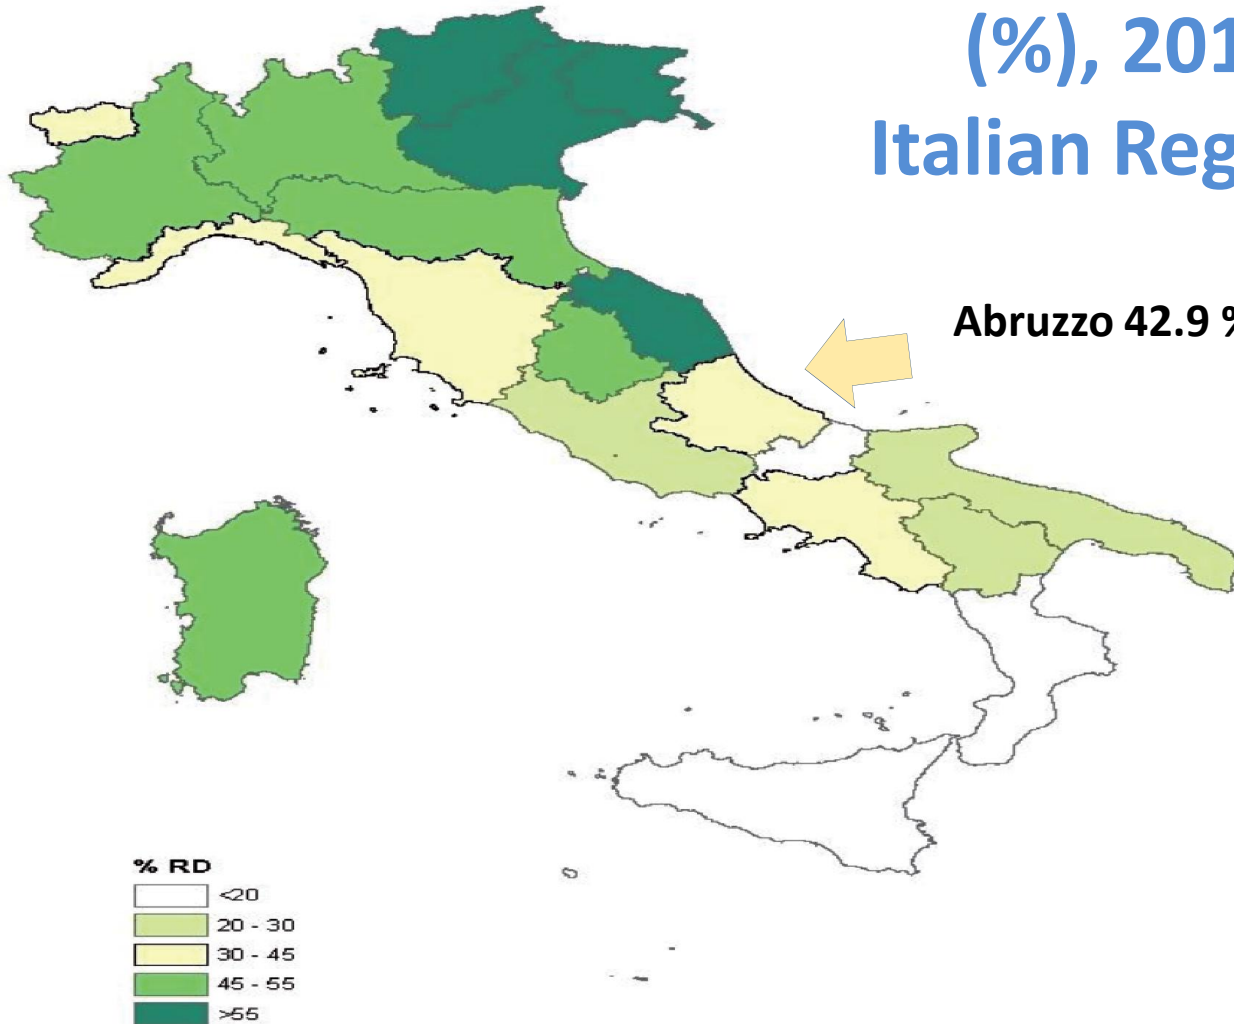 (%), 201
Italian Reg
Abruzzo 42.9 %
% RD
<20
20 - 30
30 - 45
45 - 55
>55